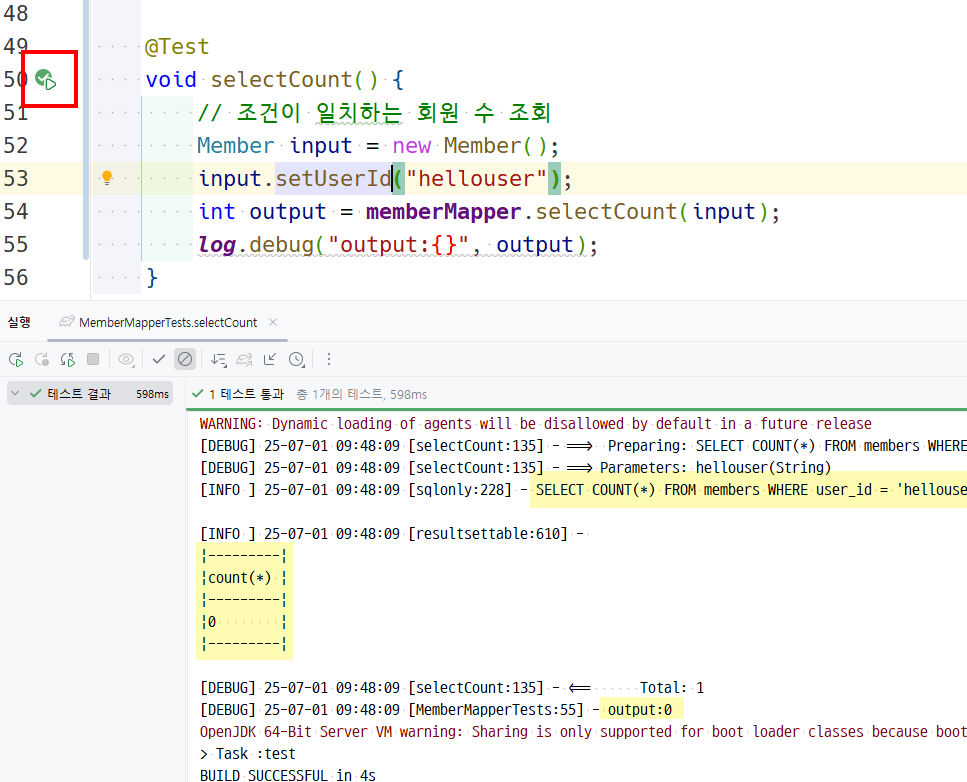 48
49 @Test
50 void selectCount() {
51 // 조건이 일치하는 회원 수 조회
52 Member input = new Member();
53 input.setUserId("hellouser");
54 int output = memberMapper.selectCount(input);
55 log.debug("output:{}", output);
56 }
실행 MemberMapperTests.selectCount ×
테스트 결과 598ms 1 테스트 통과 총 1개의 테스트, 598ms
WARNING: Dynamic loading of agents will be disallowed by default in a future release
[DEBUG] 25-07-01 09:48:09 [selectCount:135] - ==> Preparing: SELECT COUNT(*) FROM members WHERE
[DEBUG] 25-07-01 09:48:09 [selectCount:135] - ==> Parameters: hellouser(String)
[INFO ] 25-07-01 09:48:09 [sqlonly:228] - SELECT COUNT(*) FROM members WHERE user_id = 'hellouse
[INFO ] 25-07-01 09:48:09 [resultsettable:610] -
|---------|
|count(*) |
|---------|
|0        |
|---------|
[DEBUG] 25-07-01 09:48:09 [selectCount:135] - <== Total: 1
[DEBUG] 25-07-01 09:48:09 [MemberMapperTests:55] - output:0
OpenJDK 64-Bit Server VM warning: Sharing is only supported for boot loader classes because boot
> Task :test
BUILD SUCCESSFUL in 4s